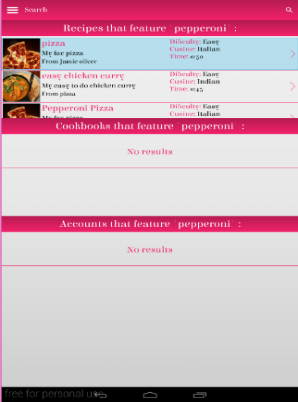 Search
Recipes that feature "pepperoni" :
pizza
My fav pizza
From Jamie oliver
Dificulty: Easy
Cusine: Italian
Time: 0:50
easy chicken curry
My easy to do chicken curry
From pizza
Dificulty: Easy
Cusine: Indian
Time: 0:45
Pepperoni Pizza
My fav pizza
Dificulty: Easy
Cusine: Italian
Cookbooks that feature "pepperoni" :
No results
Accounts that feature "pepperoni" :
No results
free for personal use